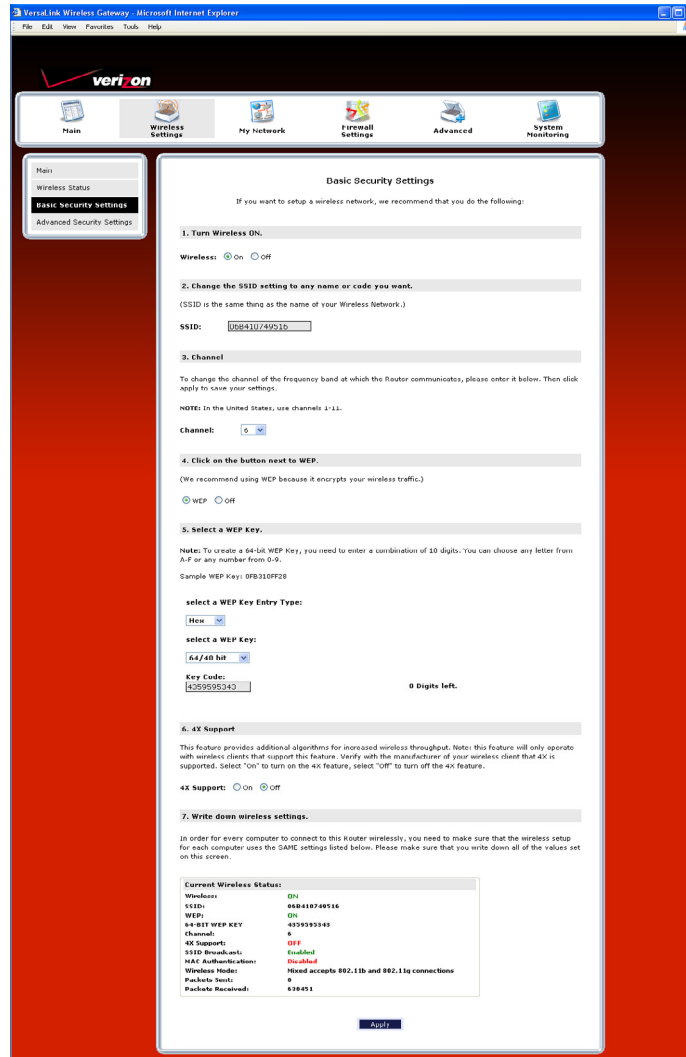 VersaLink Wireless Gateway - Microsoft Internet Explorer
File Edit View Favorites Tools Help
verizon
Main
Wireless Settings
My Network
Firewall Settings
Advanced
System Monitoring
Main
Wireless Status
Basic Security Settings
Advanced Security Settings
Basic Security Settings
If you want to setup a wireless network, we recommend that you do the following:
1. Turn Wireless ON.
Wireless: On Off
2. Change the SSID setting to any name or code you want.
(SSID is the same thing as the name of your Wireless Network.)
SSID: 06B410749516
3. Channel
To change the channel of the frequency band at which the Router communicates, please enter it below. Then click
apply to save your settings.
NOTE: In the United States, use channels 1-11.
Channel: 6
4. Click on the button next to WEP.
(We recommend using WEP because it encrypts your wireless traffic.)
WEP Off
5. Select a WEP Key.
Note: To create a 64-bit WEP Key, you need to enter a combination of 10 digits. You can choose any letter from
A-F or any number from 0-9.
Sample WEP Key: 0FB310FF28
select a WEP Key Entry Type:
Hex
select a WEP Key:
64/40 bit
Key Code:
4359595343 0 Digits left.
6. 4X Support
This feature provides additional algorithms for increased wireless throughput. Note: this feature will only operate
with wireless clients that support this feature. Verify with the manufacturer of your wireless client that 4X is
supported. Select "On" to turn on the 4X feature, select "Off" to turn off the 4X feature.
4X Support: On Off
7. Write down wireless settings.
In order for every computer to connect to this Router wirelessly, you need to make sure that the wireless setup
for each computer uses the SAME settings listed below. Please make sure that you write down all of the values set
on this screen.
Current Wireless Status:
Wireless: ON
SSID: 06B410749516
WEP: ON
64-BIT WEP KEY 4359595343
Channel: 6
4X Support: OFF
SSID Broadcast: Enabled
MAC Authentication: Disabled
Wireless Mode: Mixed accepts 802.11b and 802.11g connections
Packets Sent: 0
Packets Received: 630451
Apply